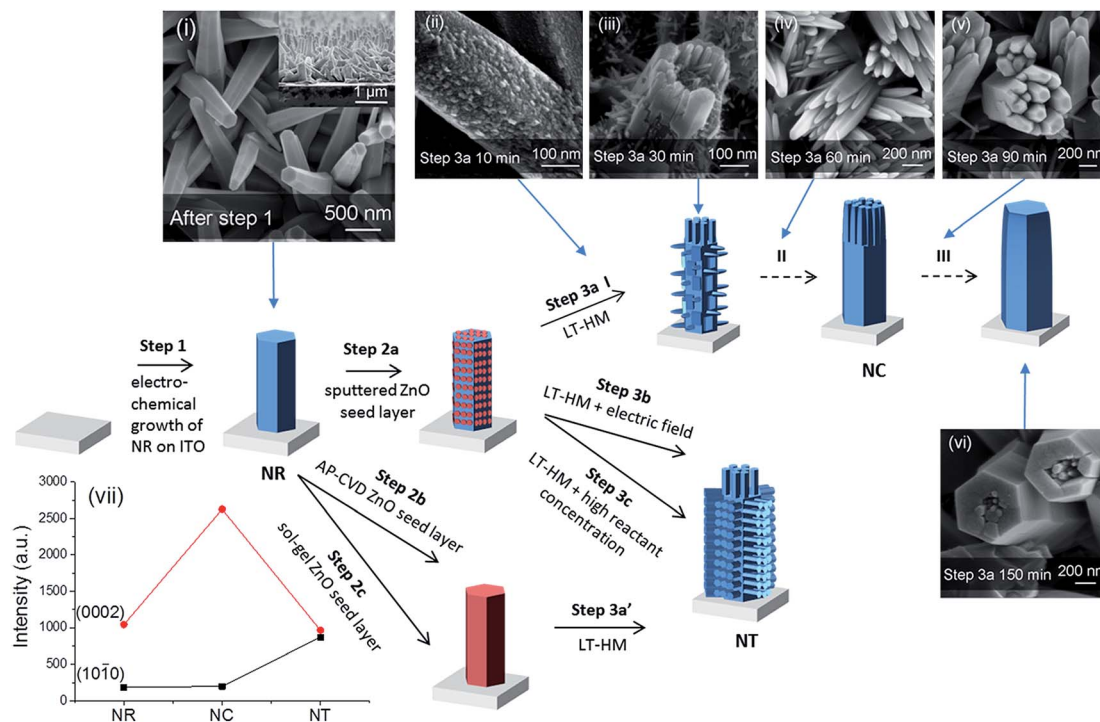 (i)
1 µm
After step 1
500 nm
(ii)
Step 3a 10 min
100 nm
(iii)
Step 3a 30 min
100 nm
(iv)
Step 3a 60 min
200 nm
(v)
Step 3a 90 min
200 nm
Step 1
electro-
chemical
growth of
NR on ITO
NR
Step 2a
sputtered ZnO
seed layer
Step 3a I
LT-HM
II
NC
III
Step 3b
LT-HM + electric field
Step 3c
LT-HM + high reactant
concentration
NT
Step 2b
AP-CVD ZnO seed layer
Step 2c
sol-gel ZnO seed layer
Step 3a'
LT-HM
(vi)
Step 3a 150 min
200 nm
(vii)
Intensity (a.u.)
3000
2500
2000
1500
1000
500
0
(0002)
(101̄0)
NR
NC
NT